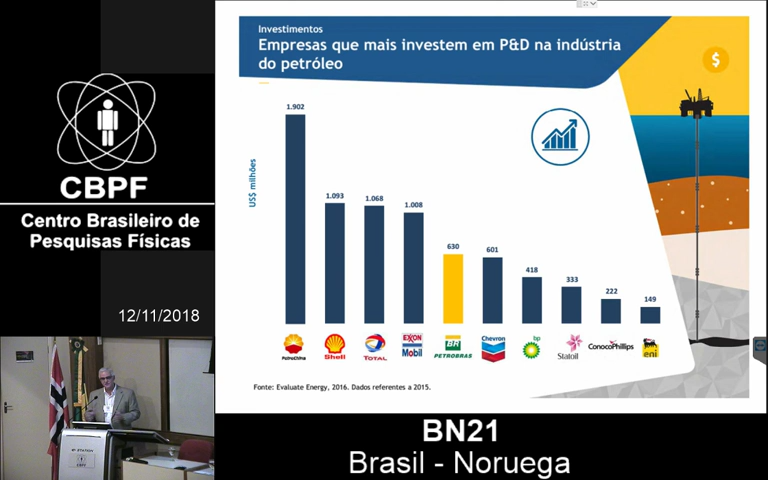 CBPF
Centro Brasileiro de
Pesquisas Físicas
12/11/2018
Investimentos
Empresas que mais investem em P&D na indústria
do petróleo
$
US$ milhões
1.902
1.093
1.068
1.008
630
601
418
333
222
149
PetroChina
Shell
TOTAL
EXXON
Mobil
BR
PETROBRAS
Chevron
bp
Statoil
ConocoPhillips
eni
Fonte: Evaluate Energy, 2016. Dados referentes a 2015.
CBPF
BN21
Brasil - Noruega